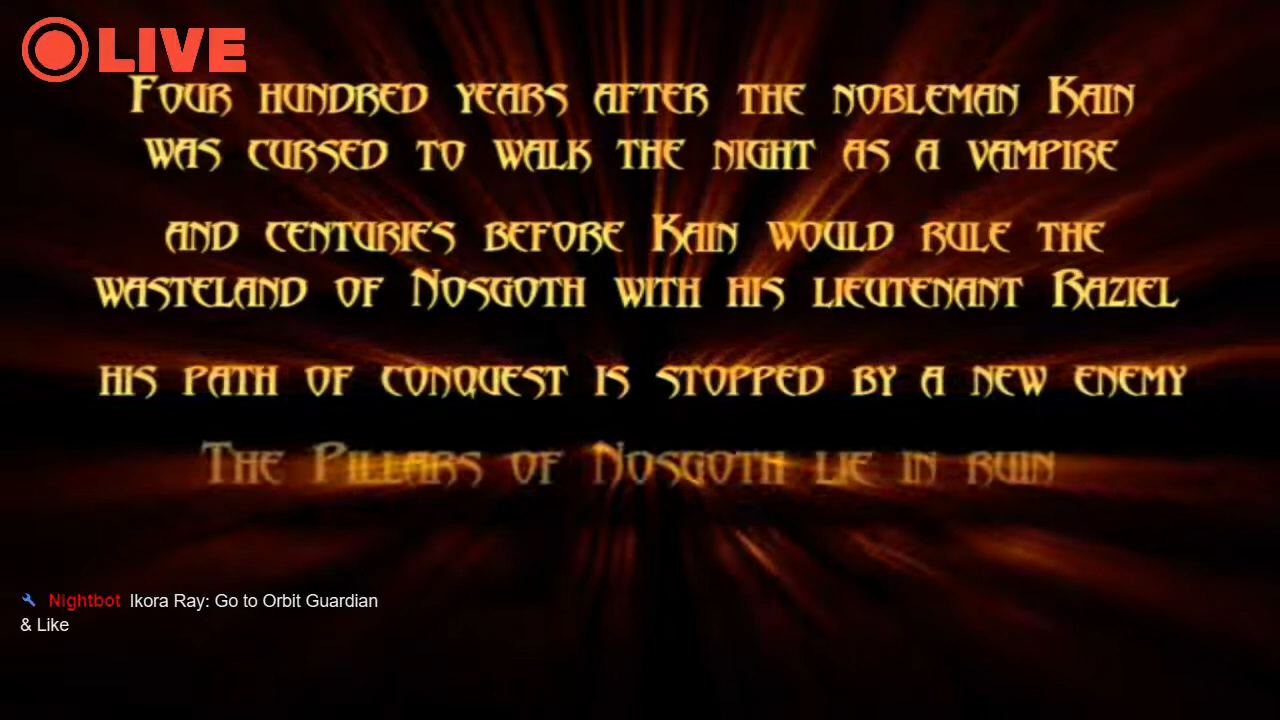 LIVE
Four hundred years after the nobleman Kain
was cursed to walk the night as a vampire
and centuries before Kain would rule the
wasteland of Nosgoth with his lieutenant Raziel
his path of conquest is stopped by a new enemy
The Pillars of Nosgoth lie in ruin
Nightbot Ikora Ray: Go to Orbit Guardian
& Like